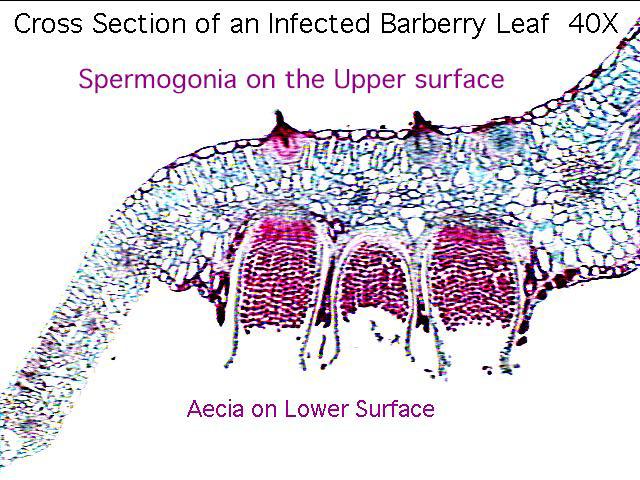 Cross Section of an Infected Barberry Leaf 40X
Spermogonia on the Upper surface
Aecia on Lower Surface